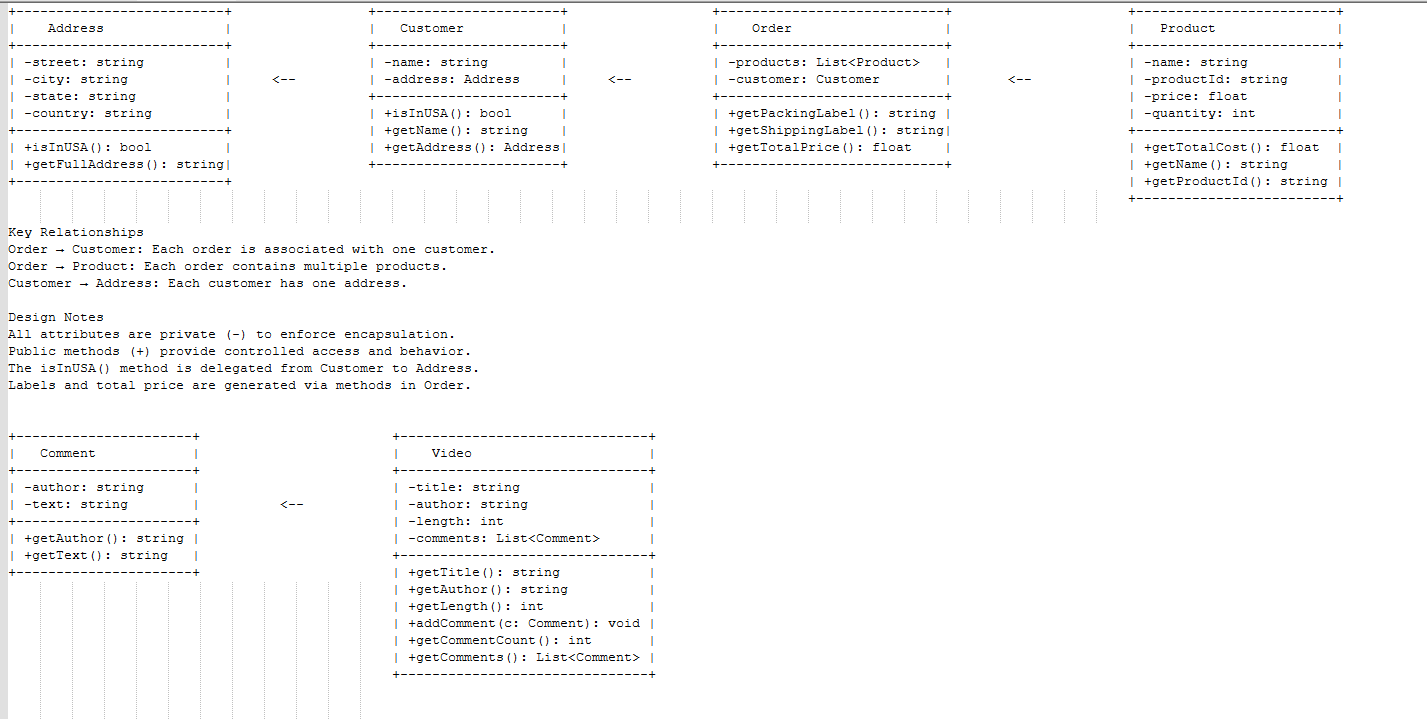 +--------------------------+                  +-----------------------+                  +----------------------------+                      +-------------------------+
|    Address               |                  |   Customer            |                  |    Order                   |                      |   Product               |
+--------------------------+                  +-----------------------+                  +----------------------------+                      +-------------------------+
| -street: string          |                  | -name: string         |                  | -products: List<Product>   |                      | -name: string           |
| -city: string            |     <--          | -address: Address     |     <--          | -customer: Customer        |       <--            | -productId: string      |
| -state: string           |                  +-----------------------+                  +----------------------------+                      | -price: float           |
| -country: string         |                  | +isInUSA(): bool      |                  | +getPackingLabel(): string |                      | -quantity: int          |
+--------------------------+                  | +getName(): string    |                  | +getShippingLabel(): string|                      +-------------------------+
| +isInUSA(): bool         |                  | +getAddress(): Address|                  | +getTotalPrice(): float    |                      | +getTotalCost(): float  |
| +getFullAddress(): string|                  +-----------------------+                  +----------------------------+                      | +getName(): string      |
+--------------------------+                                                                                                                 | +getProductId(): string |
                                                                                                                                             +-------------------------+
Key Relationships
Order → Customer: Each order is associated with one customer.
Order → Product: Each order contains multiple products.
Customer → Address: Each customer has one address.
Design Notes
All attributes are private (-) to enforce encapsulation.
Public methods (+) provide controlled access and behavior.
The isInUSA() method is delegated from Customer to Address.
Labels and total price are generated via methods in Order.
+----------------------+                        +-------------------------------+
|   Comment            |                        |    Video                      |
+----------------------+                        +-------------------------------+
| -author: string      |                        | -title: string                |
| -text: string        |          <--           | -author: string               |
+----------------------+                        | -length: int                  |
| +getAuthor(): string |                        | -comments: List<Comment>      |
| +getText(): string   |                        +-------------------------------+
+----------------------+                        | +getTitle(): string           |
                                                | +getAuthor(): string          |
                                                | +getLength(): int             |
                                                | +addComment(c: Comment): void |
                                                | +getCommentCount(): int       |
                                                | +getComments(): List<Comment> |
                                                +-------------------------------+